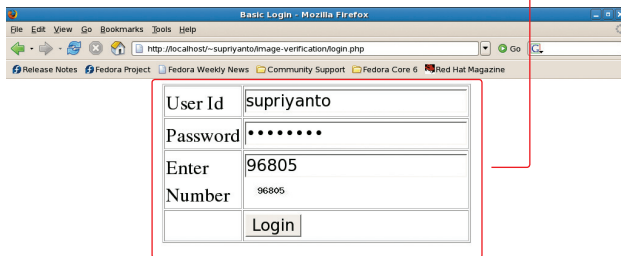 Basic Login - Mozilla Firefox
File Edit View Go Bookmarks Tools Help
http://localhost/~supriyanto/image-verification/login.php Go
Release Notes Fedora Project Fedora Weekly News Community Support Fedora Core 6 Red Hat Magazine
User Id supriyanto
Password ••••••••
Enter 96805
Number 96805
Login